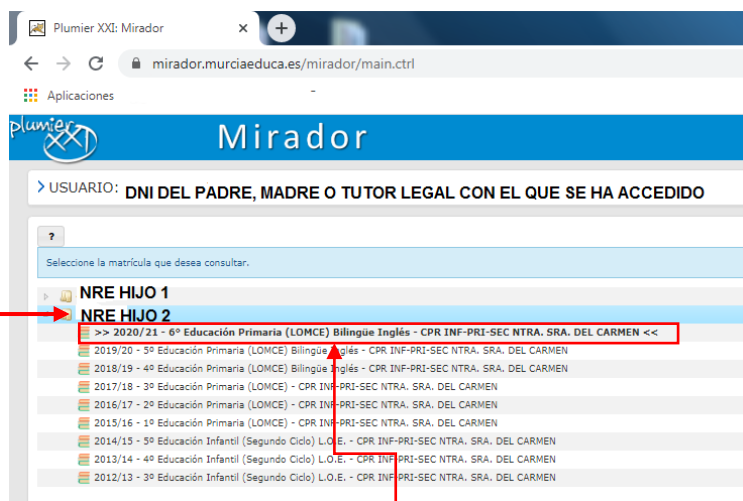 Plumier XXI: Mirador
mirador.murciaeduca.es/mirador/main.ctrl
Aplicaciones
plumier XXI Mirador
USUARIO: DNI DEL PADRE, MADRE O TUTOR LEGAL CON EL QUE SE HA ACCEDIDO
?
Seleccione la matrícula que desea consultar.
NRE HIJO 1
NRE HIJO 2
>> 2020/21 - 6º Educación Primaria (LOMCE) Bilingüe Inglés - CPR INF-PRI-SEC NTRA. SRA. DEL CARMEN <<
2019/20 - 5º Educación Primaria (LOMCE) Bilingüe Inglés - CPR INF-PRI-SEC NTRA. SRA. DEL CARMEN
2018/19 - 4º Educación Primaria (LOMCE) Bilingüe Inglés - CPR INF-PRI-SEC NTRA. SRA. DEL CARMEN
2017/18 - 3º Educación Primaria (LOMCE) - CPR INF-PRI-SEC NTRA. SRA. DEL CARMEN
2016/17 - 2º Educación Primaria (LOMCE) - CPR INF-PRI-SEC NTRA. SRA. DEL CARMEN
2015/16 - 1º Educación Primaria (LOMCE) - CPR INF-PRI-SEC NTRA. SRA. DEL CARMEN
2014/15 - 5º Educación Infantil (Segundo Ciclo) L.O.E. - CPR INF-PRI-SEC NTRA. SRA. DEL CARMEN
2013/14 - 4º Educación Infantil (Segundo Ciclo) L.O.E. - CPR INF-PRI-SEC NTRA. SRA. DEL CARMEN
2012/13 - 3º Educación Infantil (Segundo Ciclo) L.O.E. - CPR INF-PRI-SEC NTRA. SRA. DEL CARMEN